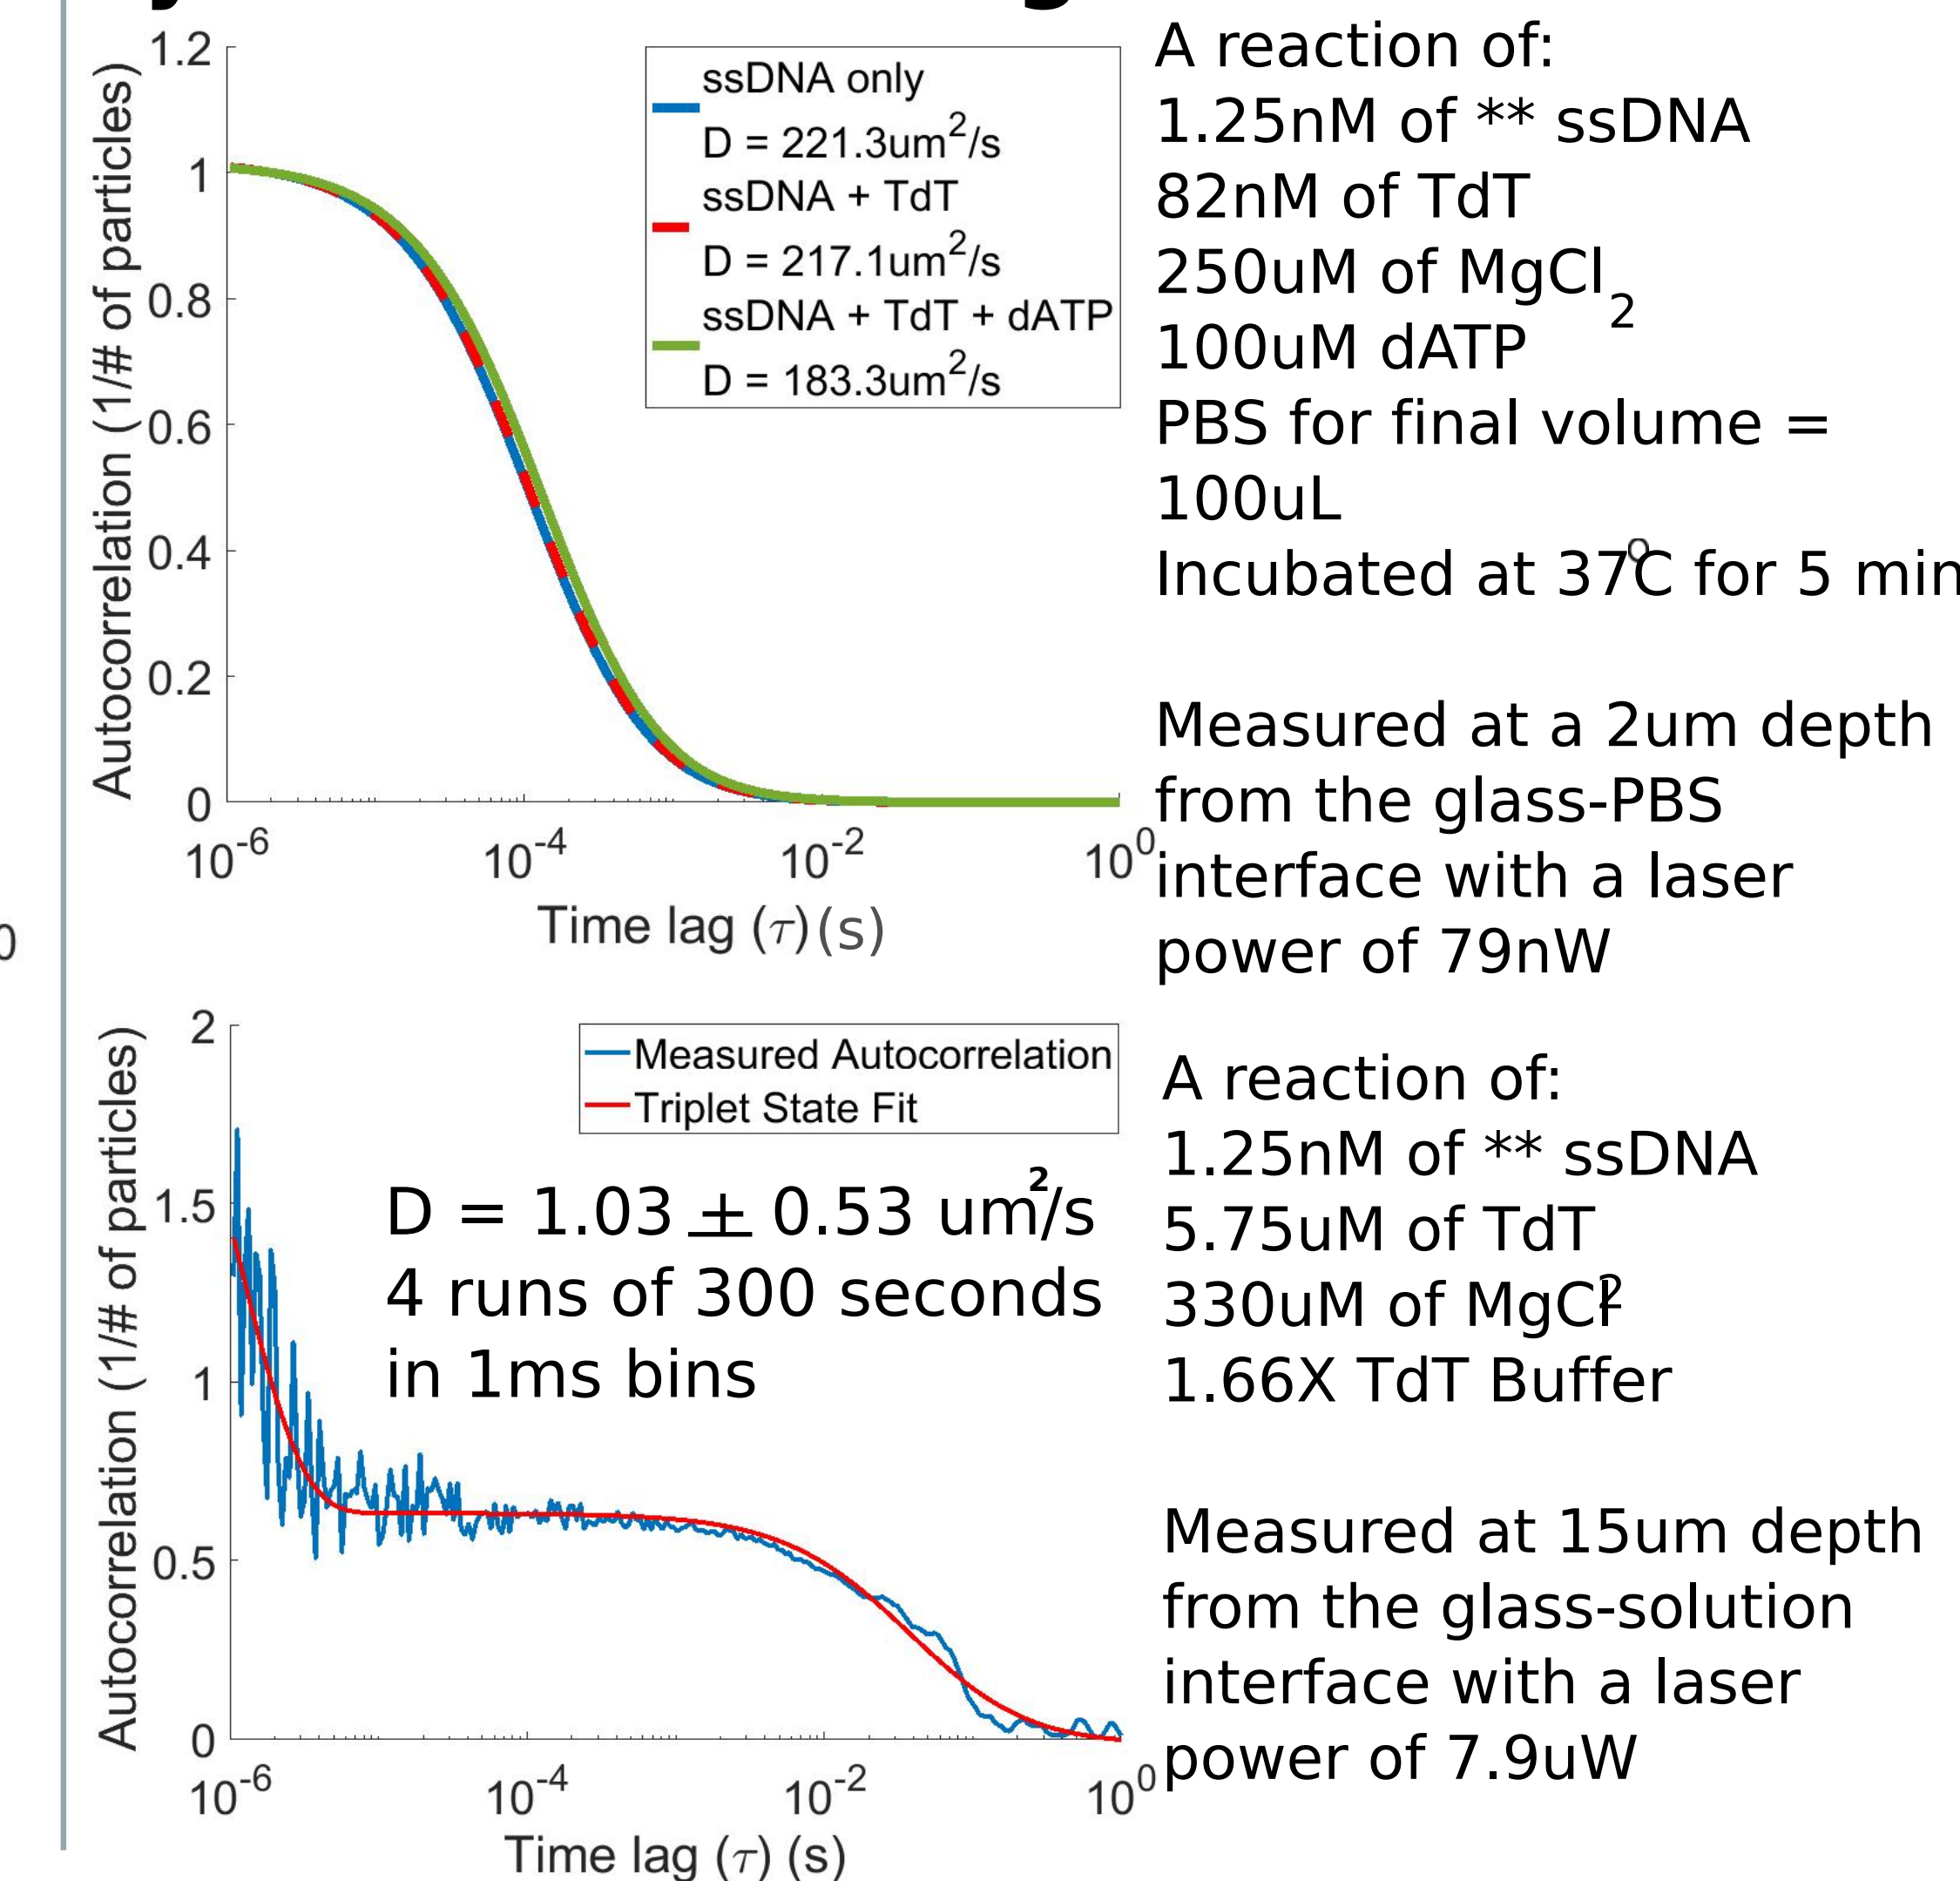 1.2
1
0.8
0.6
0.4
0.2
0
Autocorrelation (1/# of particles)
ssDNA only
D = 221.3um²/s
ssDNA + TdT
D = 217.1um²/s
ssDNA + TdT + dATP
D = 183.3um²/s
10⁻⁶ 10⁻⁴ 10⁻² 10⁰
Time lag (τ) (s)
A reaction of:
1.25nM of ** ssDNA
82nM of TdT
250uM of MgCl₂
100uM dATP
PBS for final volume =
100uL
Incubated at 37°C for 5 min
Measured at a 2um depth
from the glass-PBS
interface with a laser
power of 79nW
0
2
1.5
1
0.5
0
Autocorrelation (1/# of particles)
Measured Autocorrelation
Triplet State Fit
D = 1.03 ± 0.53 um²/s
4 runs of 300 seconds
in 1ms bins
10⁻⁶ 10⁻⁴ 10⁻² 10⁰
Time lag (τ) (s)
A reaction of:
1.25nM of ** ssDNA
5.75uM of TdT
330uM of MgCl²
1.66X TdT Buffer
Measured at 15um depth
from the glass-solution
interface with a laser
power of 7.9uW